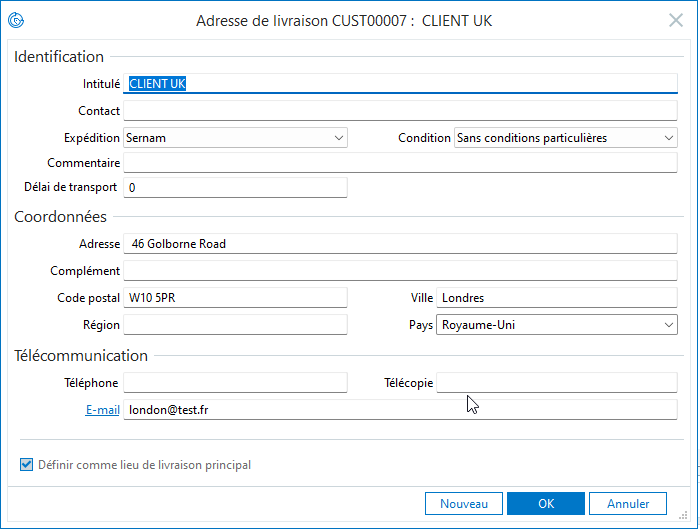 Adresse de livraison CUST00007 : CLIENT UK
Identification
Intitulé CLIENT UK
Contact
Expédition Sernam Condition Sans conditions particulières
Commentaire
Délai de transport 0
Coordonnées
Adresse 46 Golborne Road
Complément
Code postal W10 5PR Ville Londres
Région Pays Royaume-Uni
Télécommunication
Téléphone Télécopie
E-mail london@test.fr
Définir comme lieu de livraison principal
Nouveau OK Annuler